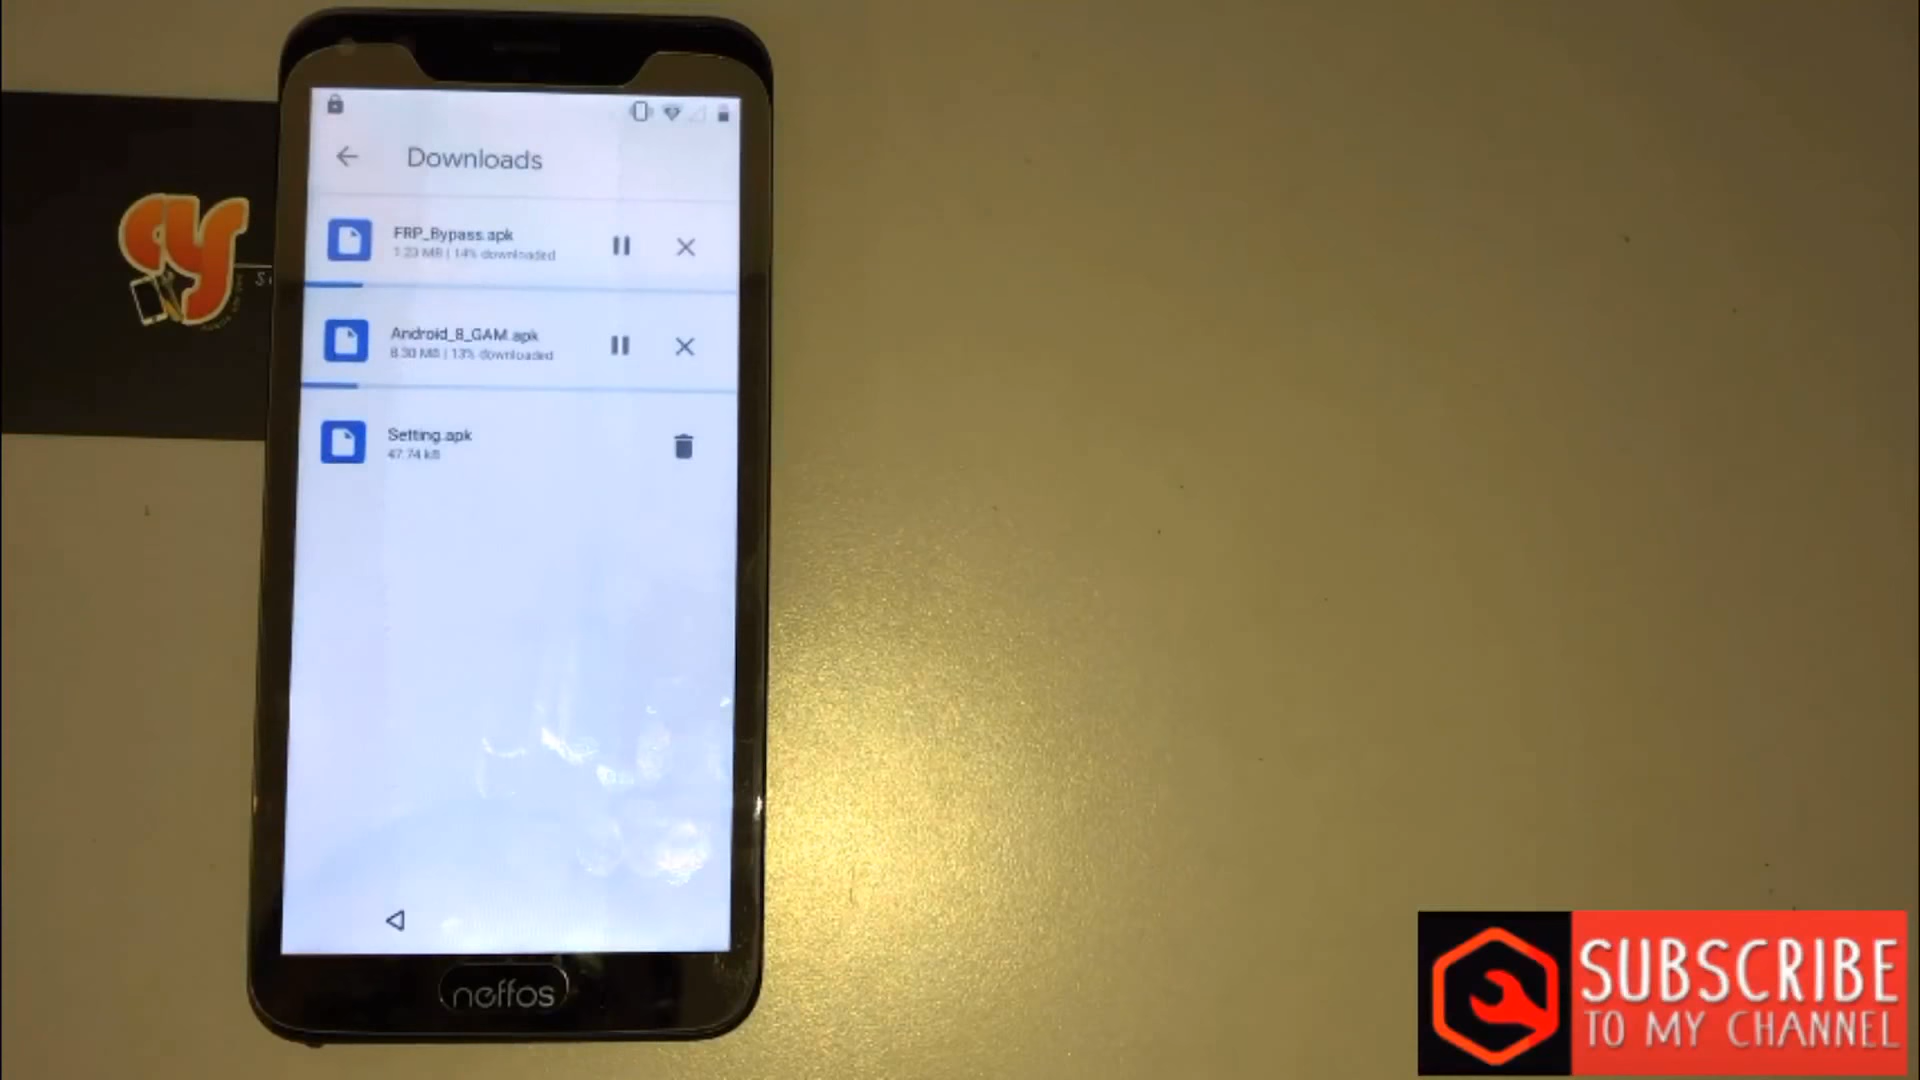 Downloads
FRP_Bypass.apk
1.23 MB | 14% downloaded
Android_8_GAM.apk
8.30 MB | 13% downloaded
Setting.apk
47.74 kB
neffos
SUBSCRIBE
TO MY CHANNEL